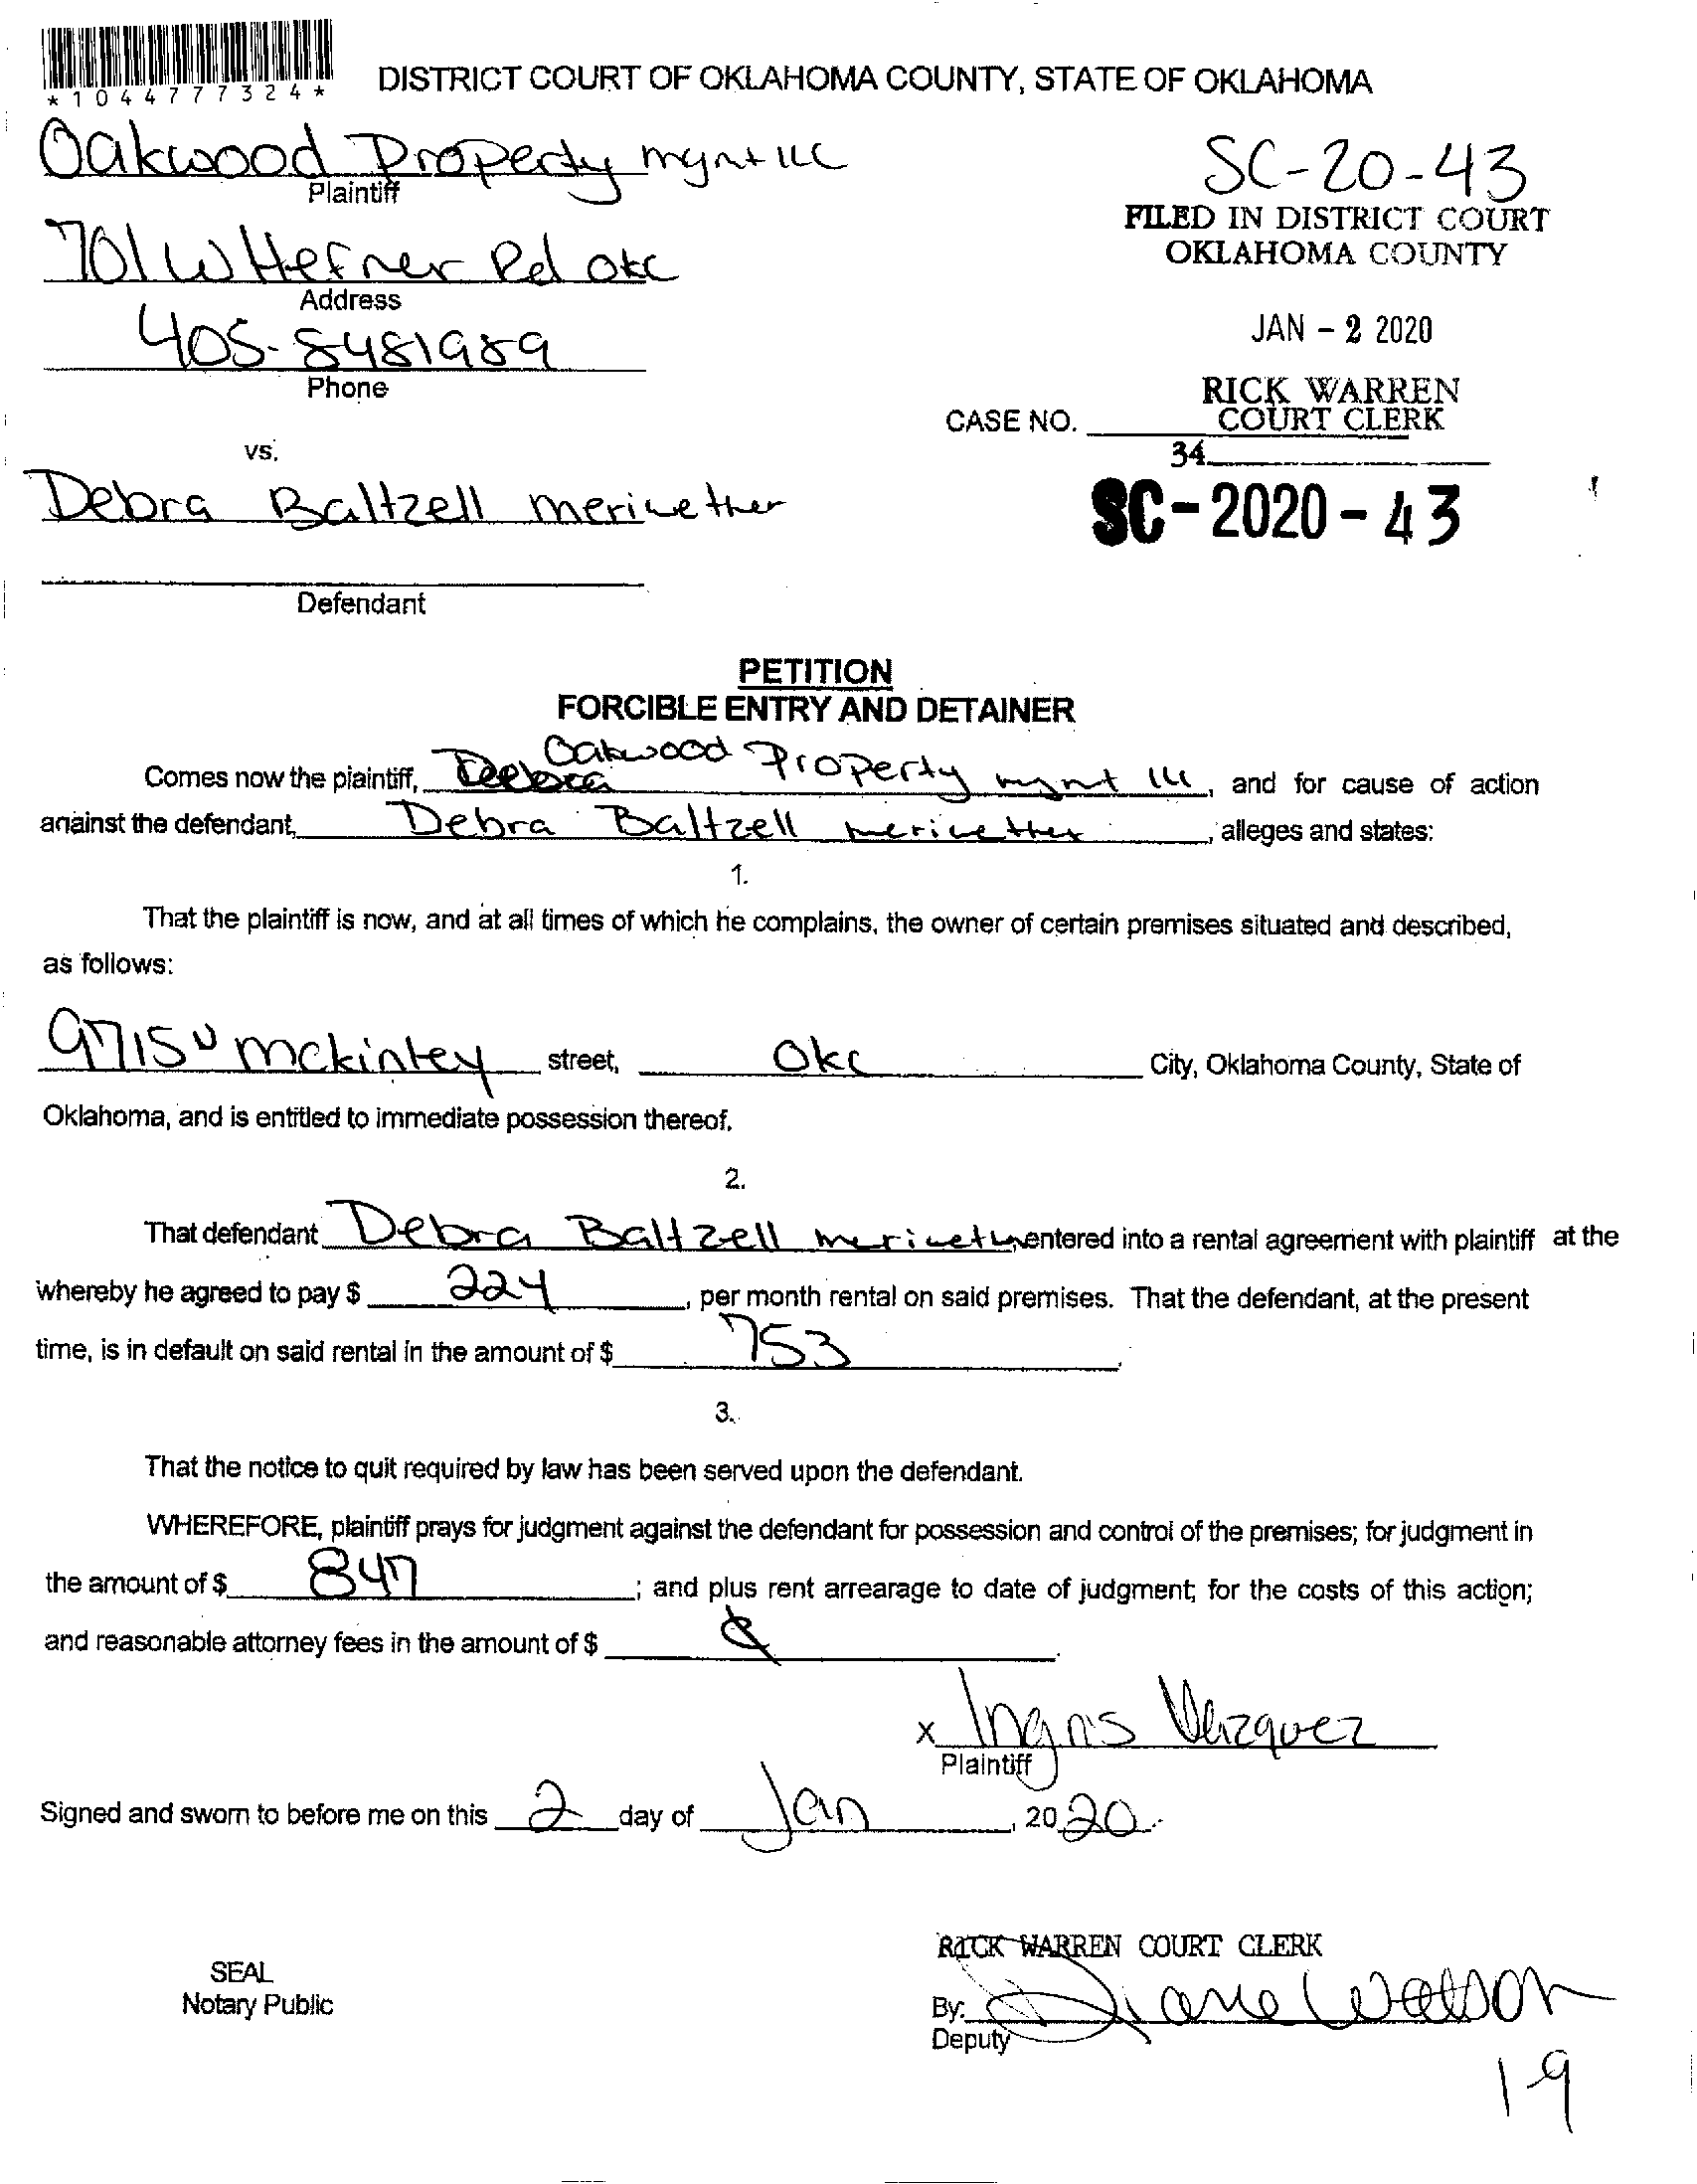 *1044777324*
DISTRICT COURT OF OKLAHOMA COUNTY, STATE OF OKLAHOMA
Oakwood Property mgnt llc
Plaintiff
SC-20-43
FILED IN DISTRICT COURT
OKLAHOMA COUNTY
701 W Hefner Rd okc
Address
JAN - 2 2020
405-8481989
Phone
RICK WARREN
COURT CLERK
CASE NO.
34
vs.
Debra Baltzell meriwether
SC-2020-43
Defendant
PETITION
FORCIBLE ENTRY AND DETAINER
Comes now the plaintiff, Oakwood Property mgnt llc, and for cause of action
against the defendant, Debra Baltzell meriwether, alleges and states:
1.
That the plaintiff is now, and at all times of which he complains, the owner of certain premises situated and described,
as follows:
9715 N mckinley street, Okc City, Oklahoma County, State of
Oklahoma, and is entitled to immediate possession thereof.
2.
That defendant Debra Baltzell meriweth entered into a rental agreement with plaintiff at the
whereby he agreed to pay $ 224, per month rental on said premises. That the defendant, at the present
time, is in default on said rental in the amount of $ 753
3.
That the notice to quit required by law has been served upon the defendant.
WHEREFORE, plaintiff prays for judgment against the defendant for possession and control of the premises; for judgment in
the amount of $ 847; and plus rent arrearage to date of judgment; for the costs of this action;
and reasonable attorney fees in the amount of $
x Ingris Vazquez
Plaintiff
Signed and sworn to before me on this 2 day of Jan, 2020.
RICK WARREN COURT CLERK
SEAL
Notary Public
By: Diane Watson
Deputy
1-9